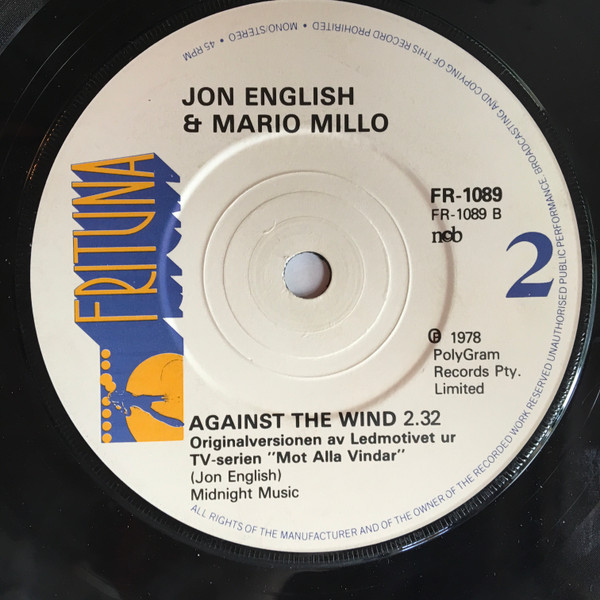 JON ENGLISH
& MARIO MILLO
FRITUNA
FR-1089
FR-1089 B
ncb
2
Ⓟ 1978
PolyGram
Records Pty.
Limited
AGAINST THE WIND 2.32
Originalversionen av Ledmotivet ur
TV-serien "Mot Alla Vindar"
(Jon English)
Midnight Music
ALL RIGHTS OF THE MANUFACTURER AND OF THE OWNER OF THE RECORDED WORK RESERVED UNAUTHORISED PUBLIC PERFORMANCE, BROADCASTING AND COPYING OF THIS RECORD PROHIBITED • MONO/STEREO • 45 RPM